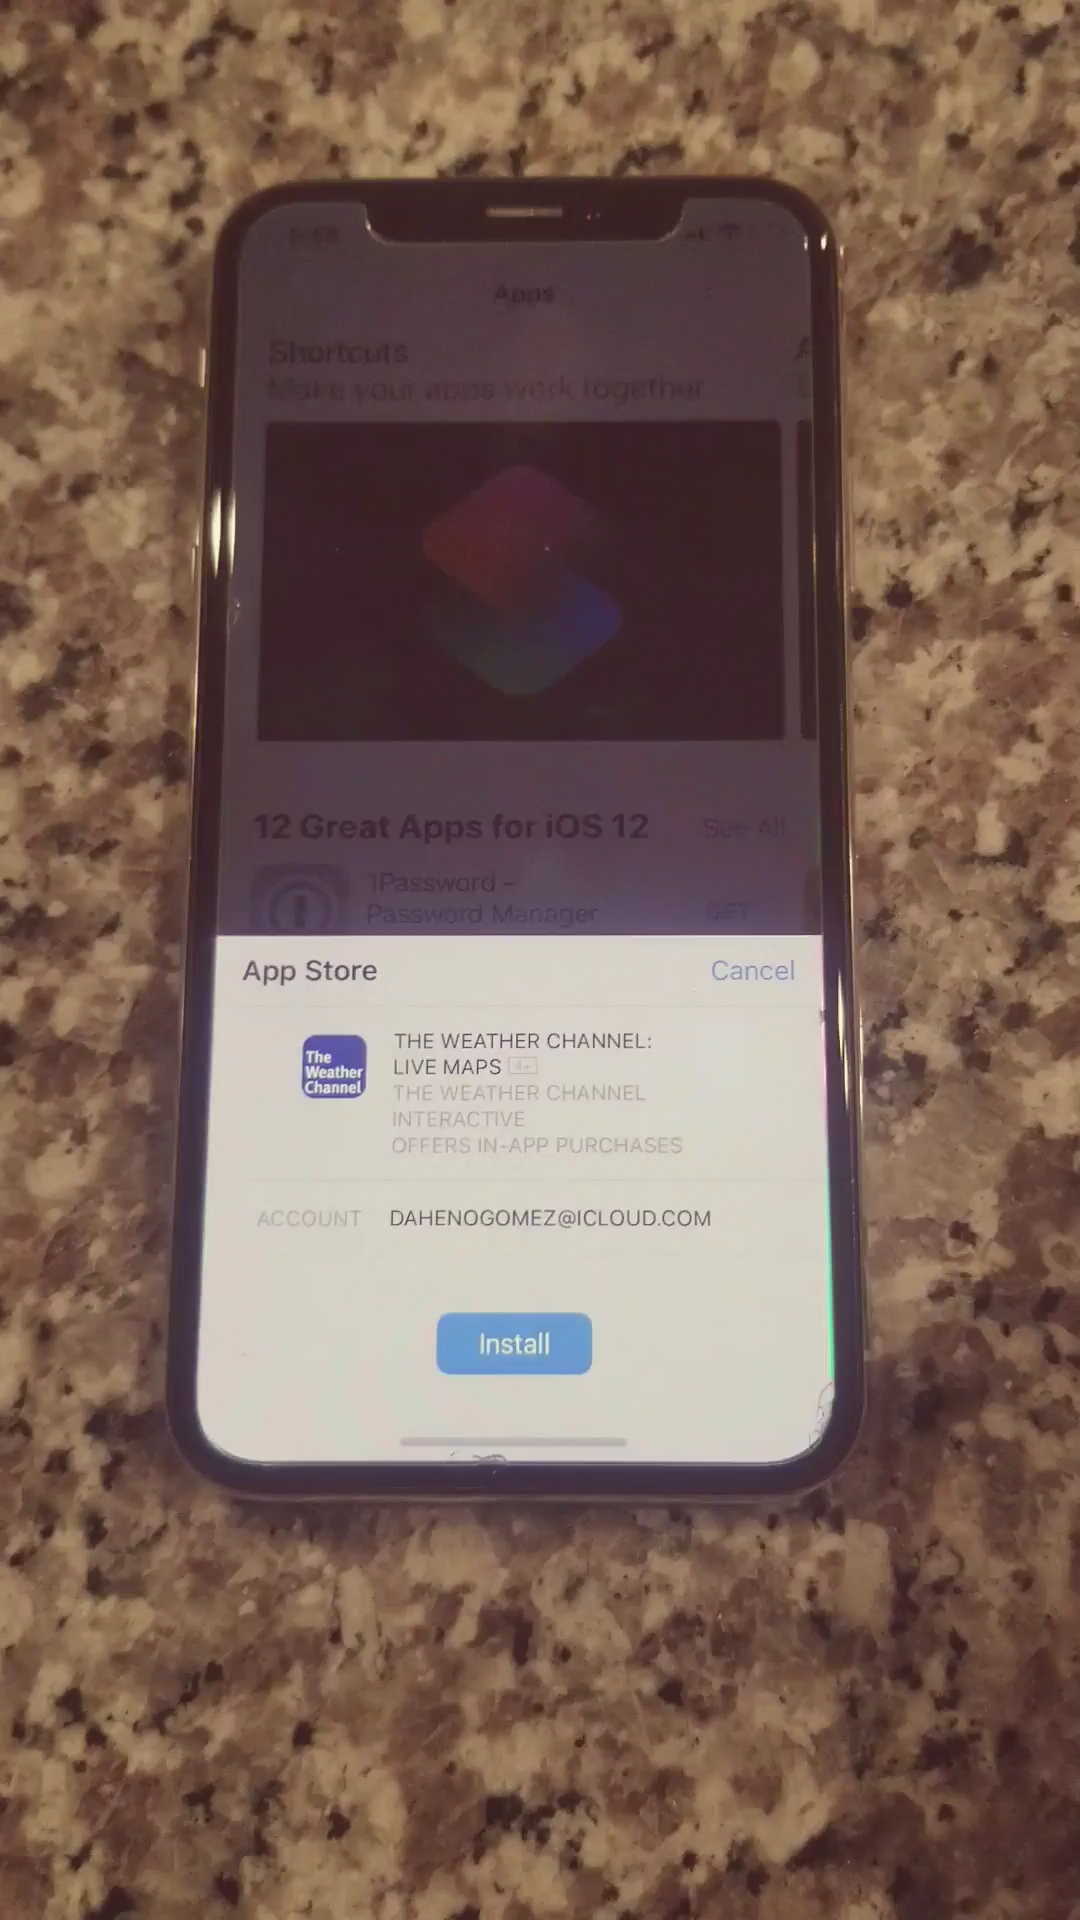 Apps
Shortcuts
Make your apps work together
12 Great Apps for iOS 12 See All
1Password –
Password Manager GET
App Store Cancel
The
Weather
Channel
THE WEATHER CHANNEL:
LIVE MAPS 4+
THE WEATHER CHANNEL
INTERACTIVE
OFFERS IN-APP PURCHASES
ACCOUNT DAHENOGOMEZ@ICLOUD.COM
Install